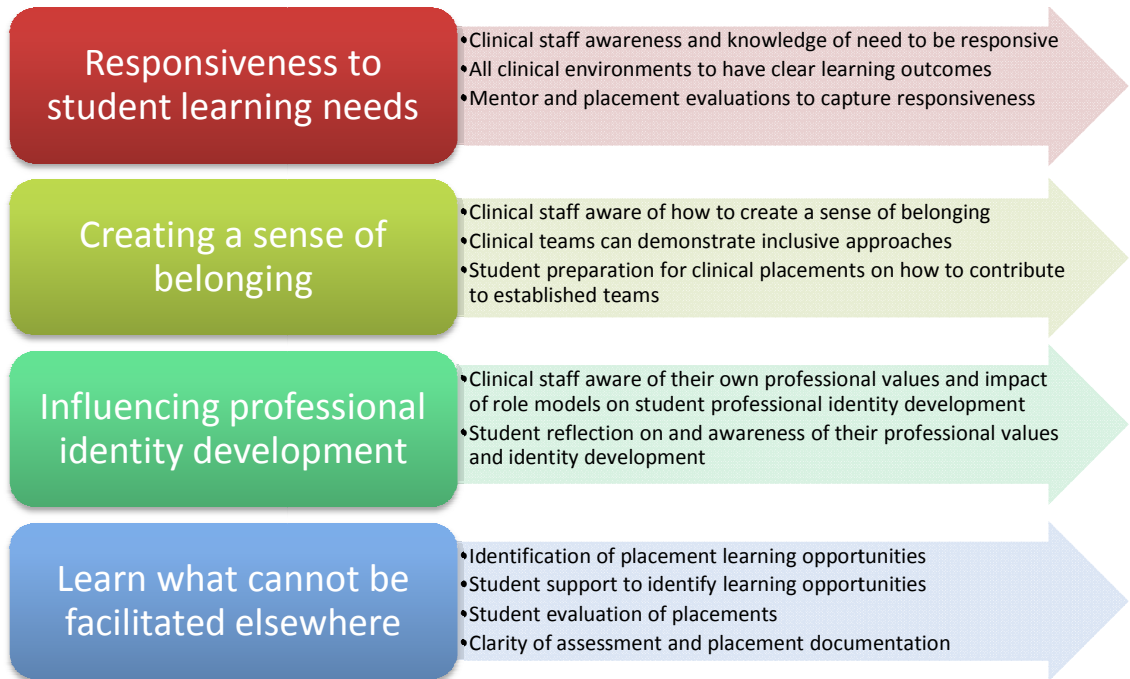 Responsiveness to
student learning needs
•Clinical staff awareness and knowledge of need to be responsive
•All clinical environments to have clear learning outcomes
•Mentor and placement evaluations to capture responsiveness
Creating a sense of
belonging
•Clinical staff aware of how to create a sense of belonging
•Clinical teams can demonstrate inclusive approaches
•Student preparation for clinical placements on how to contribute
to established teams
Influencing professional
identity development
•Clinical staff aware of their own professional values and impact
of role models on student professional identity development
•Student reflection on and awareness of their professional values
and identity development
Learn what cannot be
facilitated elsewhere
•Identification of placement learning opportunities
•Student support to identify learning opportunities
•Student evaluation of placements
•Clarity of assessment and placement documentation